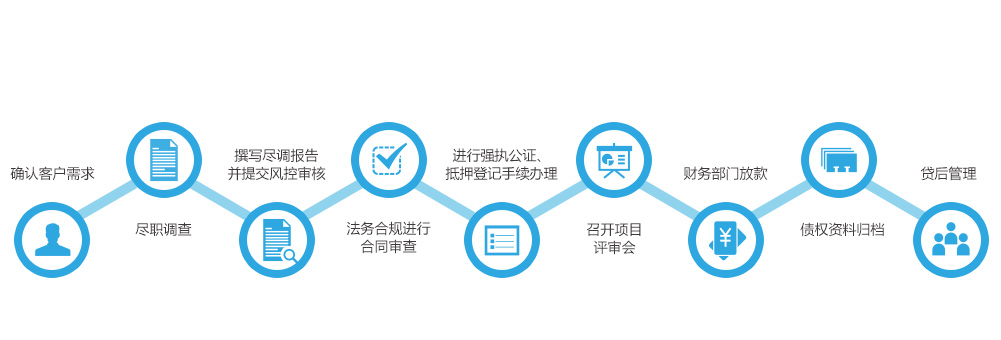 确认客户需求
尽职调查
撰写尽调报告
并提交风控审核
法务合规进行
合同审查
进行强执公证、
抵押登记手续办理
召开项目
评审会
财务部门放款
¥
债权资料归档
贷后管理